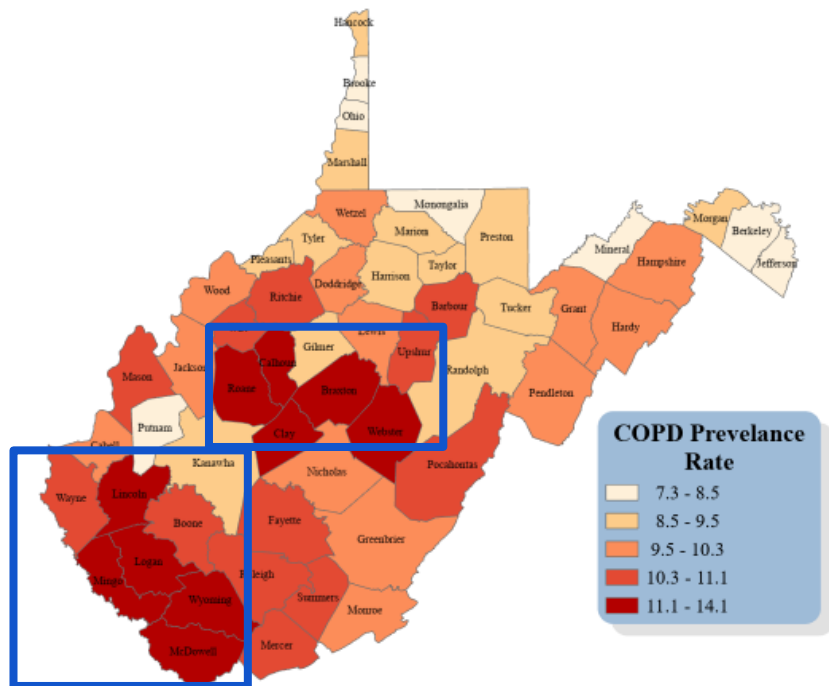 Hancock
Brooke
Ohio
Marshall
Wetzel
Monongalia
Morgan
Berkeley
Jefferson
Mineral
Hampshire
Tyler
Marion
Preston
Pleasants
Harrison
Taylor
Doddridge
Wood
Ritchie
Barbour
Tucker
Grant
Hardy
Lewis
Gilmer
Upshur
Calhoun
Jackson
Mason
Roane
Randolph
Braxton
Pendleton
Putnam
Clay
Webster
Cabell
Kanawha
Nicholas
Pocahontas
Wayne
Lincoln
Boone
Fayette
Greenbrier
Logan
Mingo
Raleigh
Wyoming
Summers
Monroe
McDowell
Mercer
COPD Prevelance
Rate
7.3 - 8.5
8.5 - 9.5
9.5 - 10.3
10.3 - 11.1
11.1 - 14.1